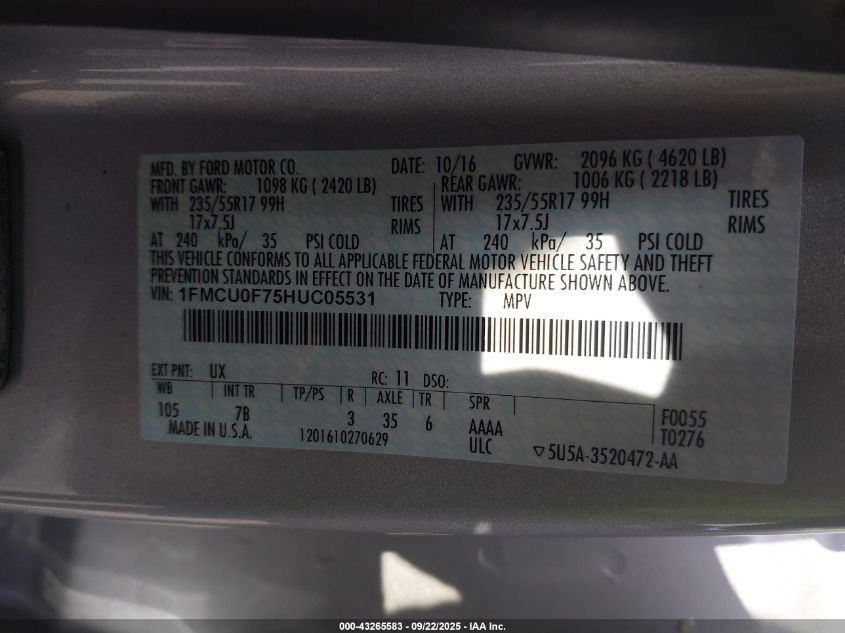 MFD. BY FORD MOTOR CO. DATE: 10/16 GVWR: 2096 KG ( 4620 LB)
FRONT GAWR: 1098 KG ( 2420 LB) REAR GAWR: 1006 KG ( 2218 LB)
WITH 235/55R17 99H TIRES WITH 235/55R17 99H TIRES
17x7.5J RIMS 17x7.5J RIMS
AT 240 kPa/ 35 PSI COLD AT 240 kPa/ 35 PSI COLD
THIS VEHICLE CONFORMS TO ALL APPLICABLE FEDERAL MOTOR VEHICLE SAFETY AND THEFT
PREVENTION STANDARDS IN EFFECT ON THE DATE OF MANUFACTURE SHOWN ABOVE.
VIN: 1FMCU0F75HUC05531 TYPE: MPV
EXT PNT: UX RC: 11 DSO:
WB INT TR TP/PS R AXLE TR SPR
105 7B 3 35 6 AAAA F0055
MADE IN U.S.A. 1201610270629 ULC T0276
▽5U5A-3520472-AA
000-43265583 - 09/22/2025 - IAA Inc.